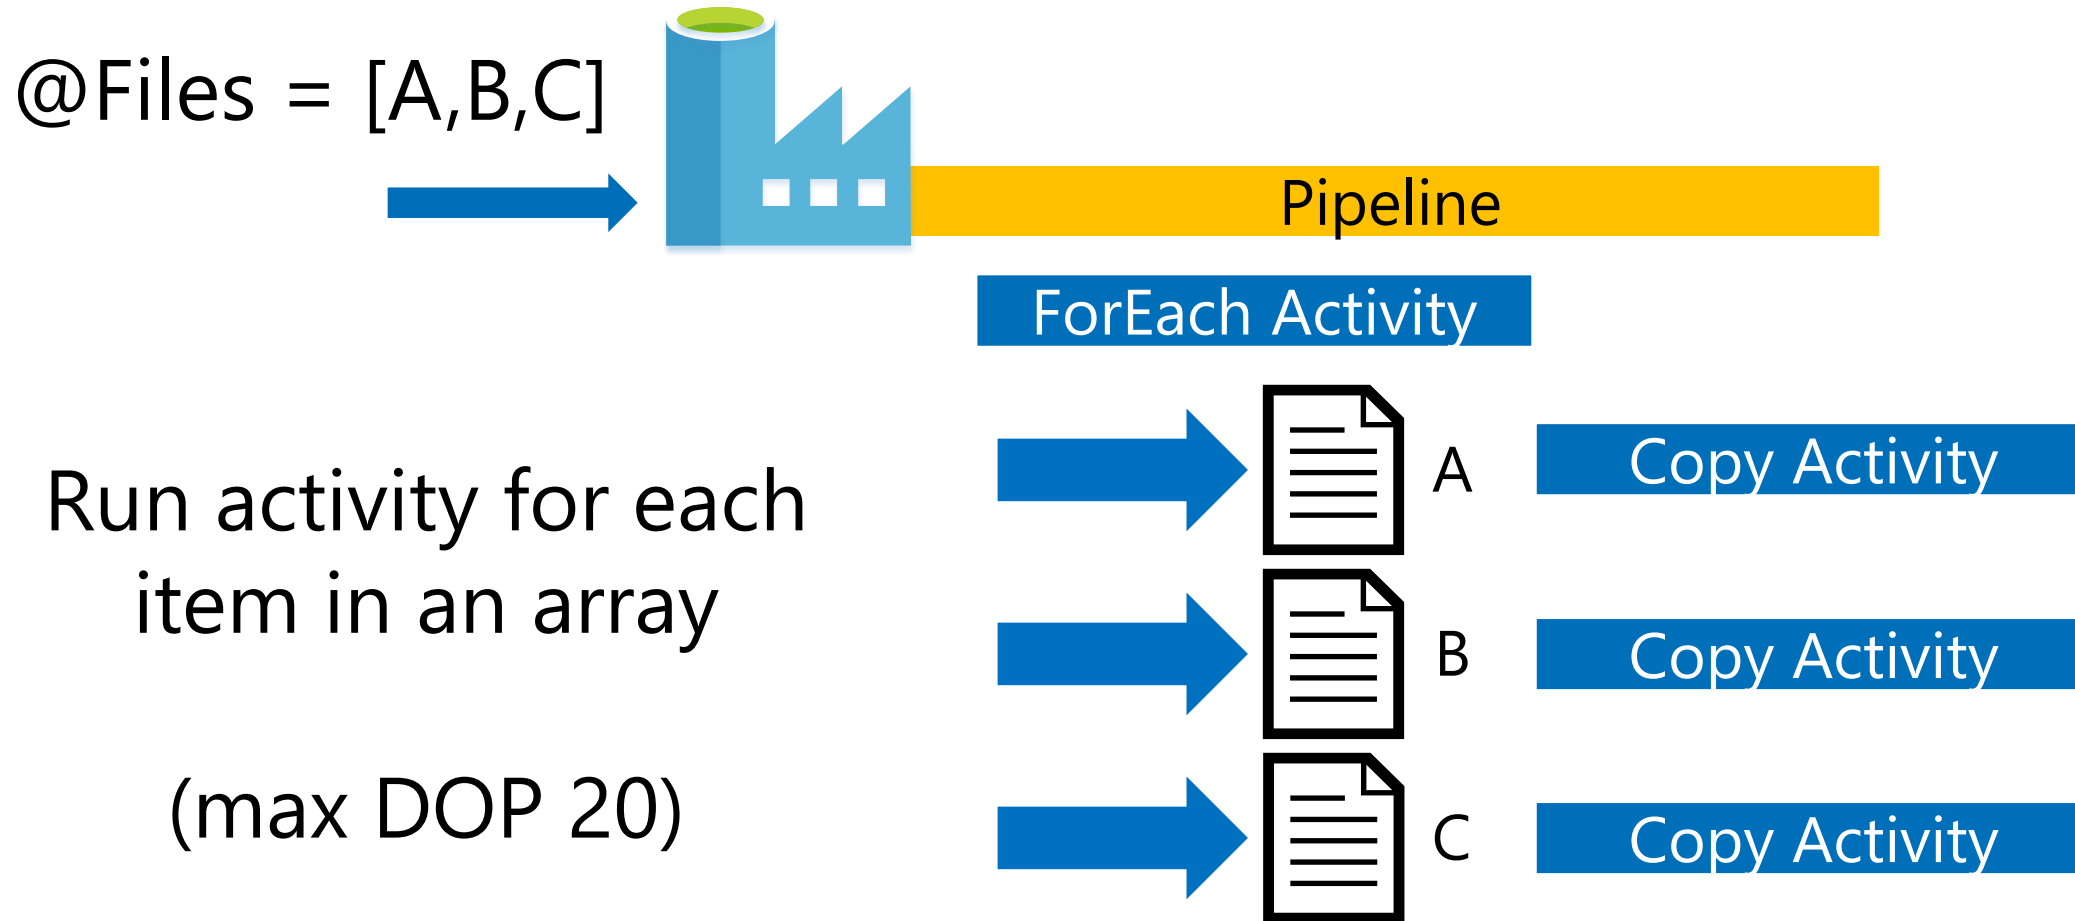 @Files = [A,B,C]
Pipeline
ForEach Activity
Run activity for each
item in an array
(max DOP 20)
A
Copy Activity
B
Copy Activity
C
Copy Activity